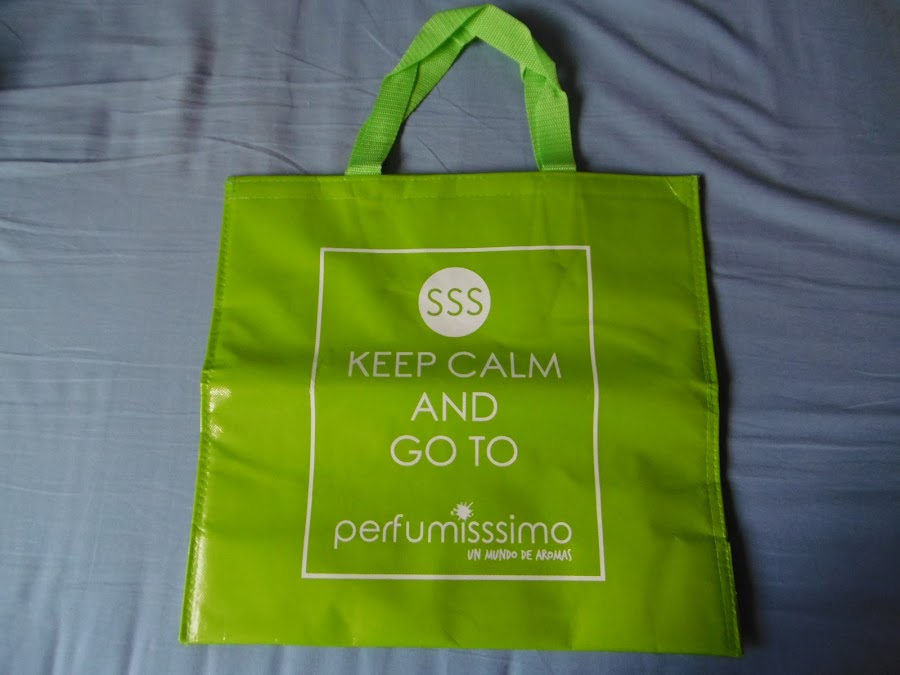 SSS
KEEP CALM
AND
GO TO
perfumisssimo
UN MUNDO DE AROMAS